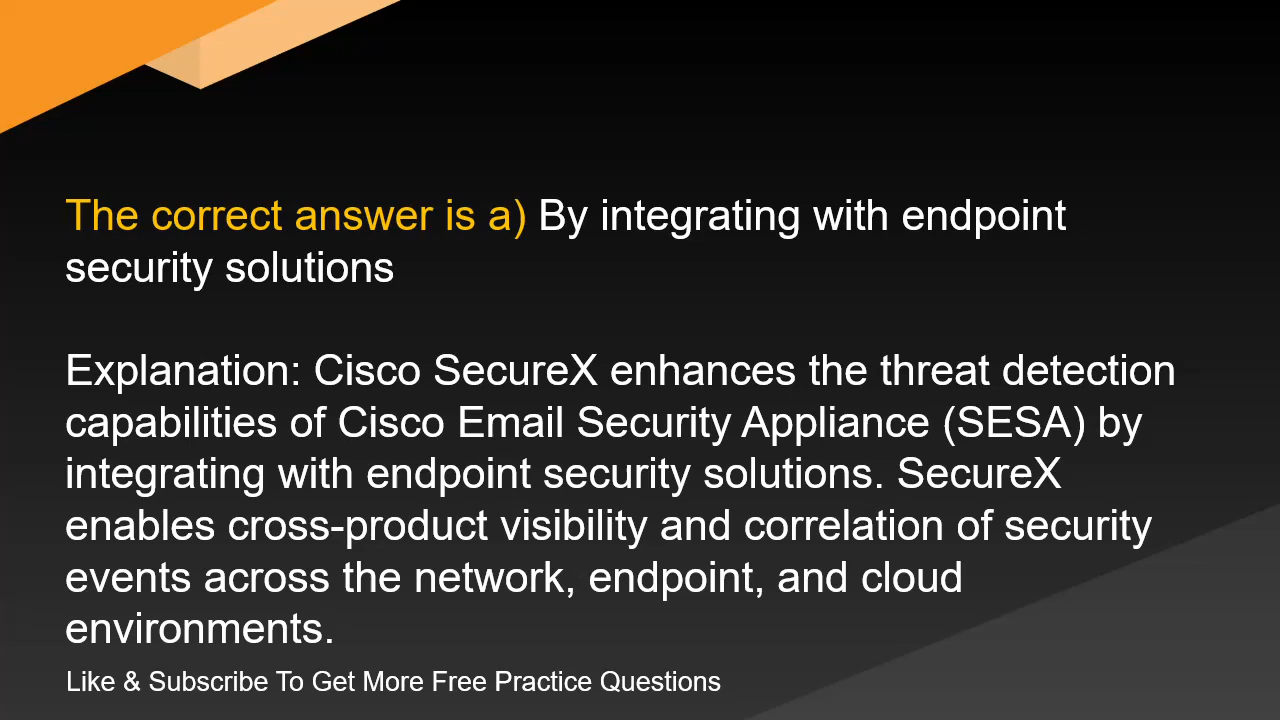 The correct answer is a) By integrating with endpoint
security solutions
Explanation: Cisco SecureX enhances the threat detection
capabilities of Cisco Email Security Appliance (SESA) by
integrating with endpoint security solutions. SecureX
enables cross-product visibility and correlation of security
events across the network, endpoint, and cloud
environments.
Like & Subscribe To Get More Free Practice Questions